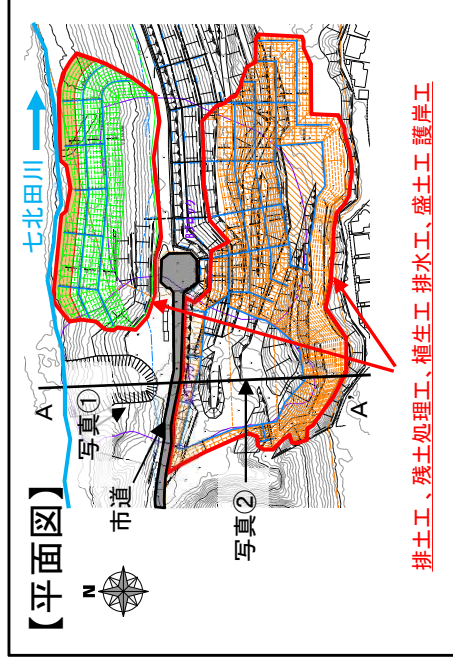 【平面図】
N
七北田川
A
写真①
市道
写真②
A'
排土工、残土処理工、植生工 排水工、盛土工 護岸工